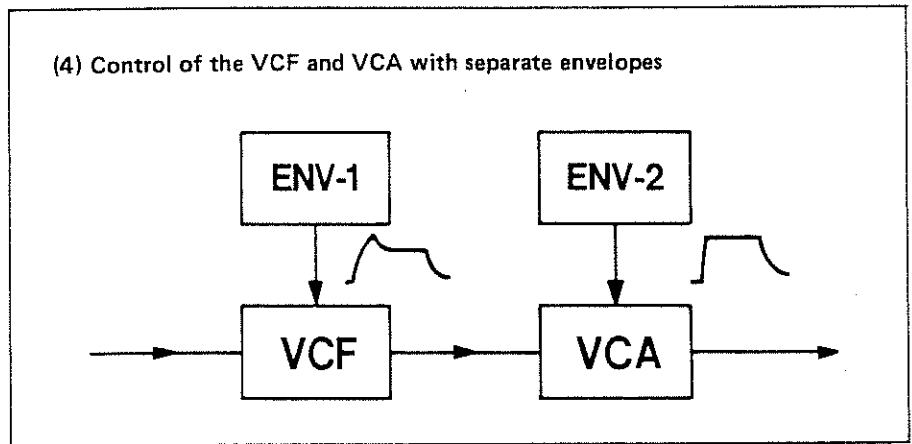 (4) Control of the VCF and VCA with separate envelopes
ENV-1
ENV-2
VCF
VCA